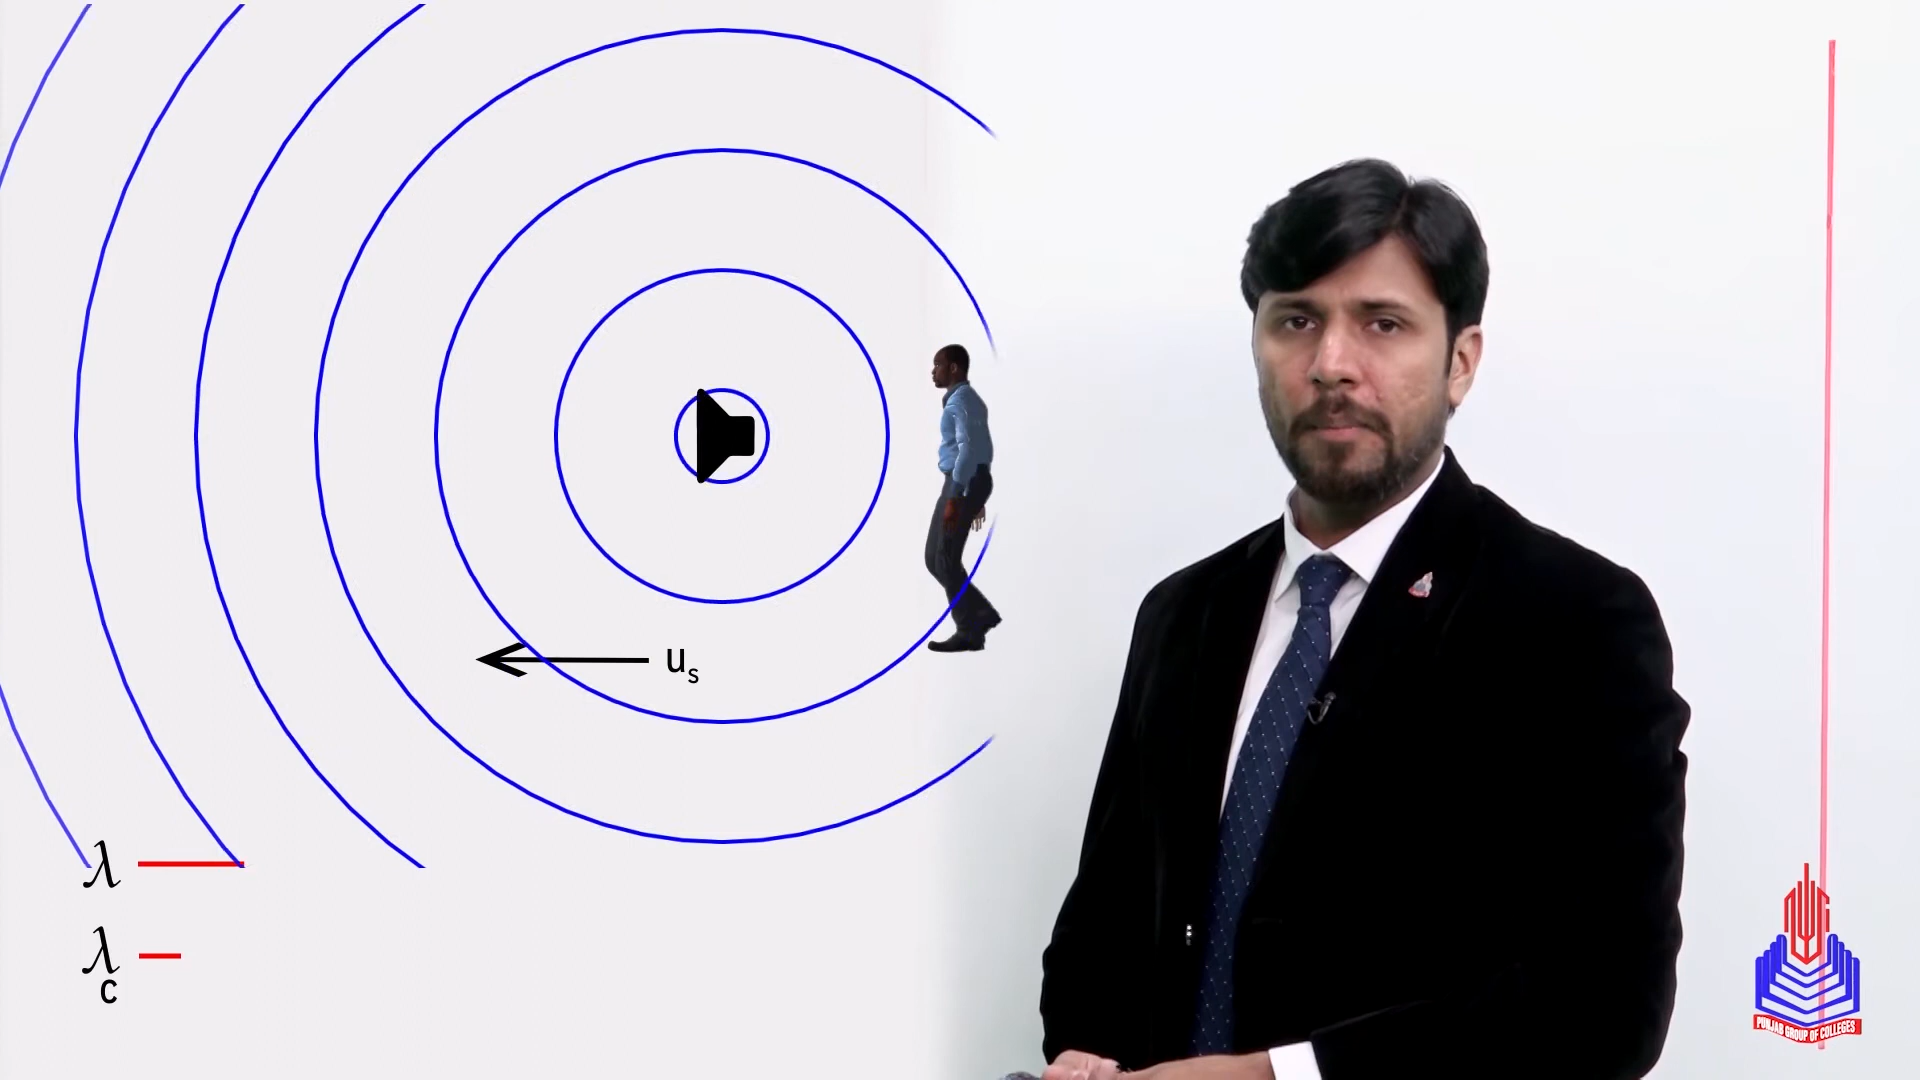 uₛ
λ
λ
c
PUNJAB GROUP OF COLLEGES